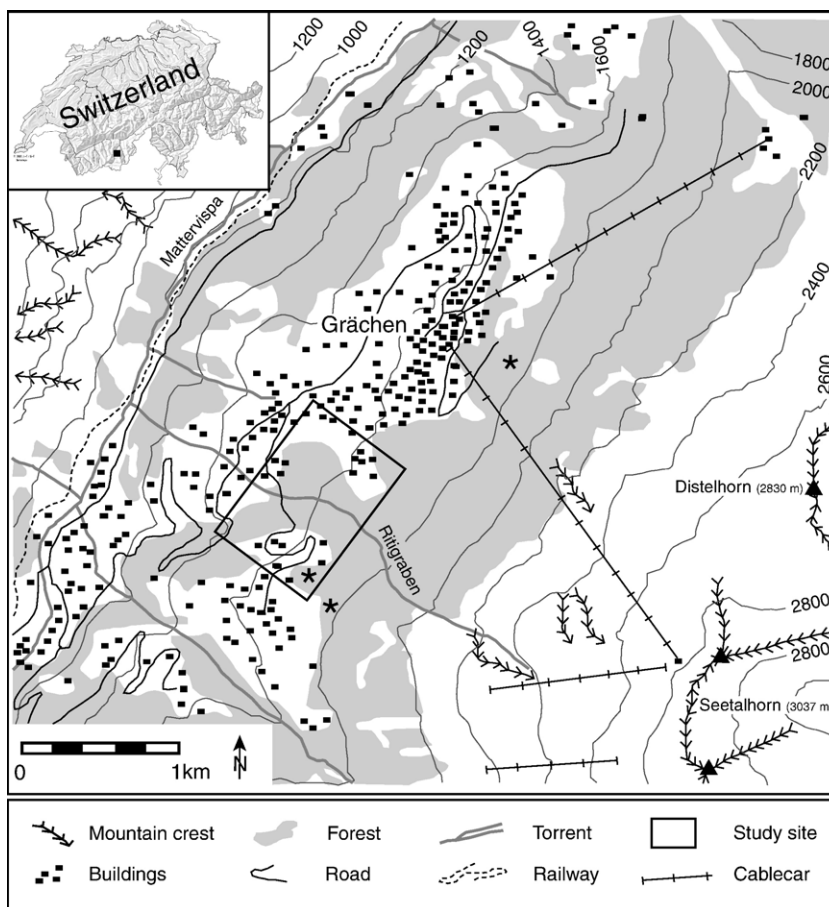 Switzerland
1200
1000
1200
1400
1600
1800
2000
2200
2400
2600
Mattervispa
Grächen
*
Distelhorn (2830 m)
Ritigraben
*
*
2800
2800
Seetalhorn (3037 m
0
1km
N
Mountain crest
Forest
Torrent
Study site
Buildings
Road
Railway
Cablecar